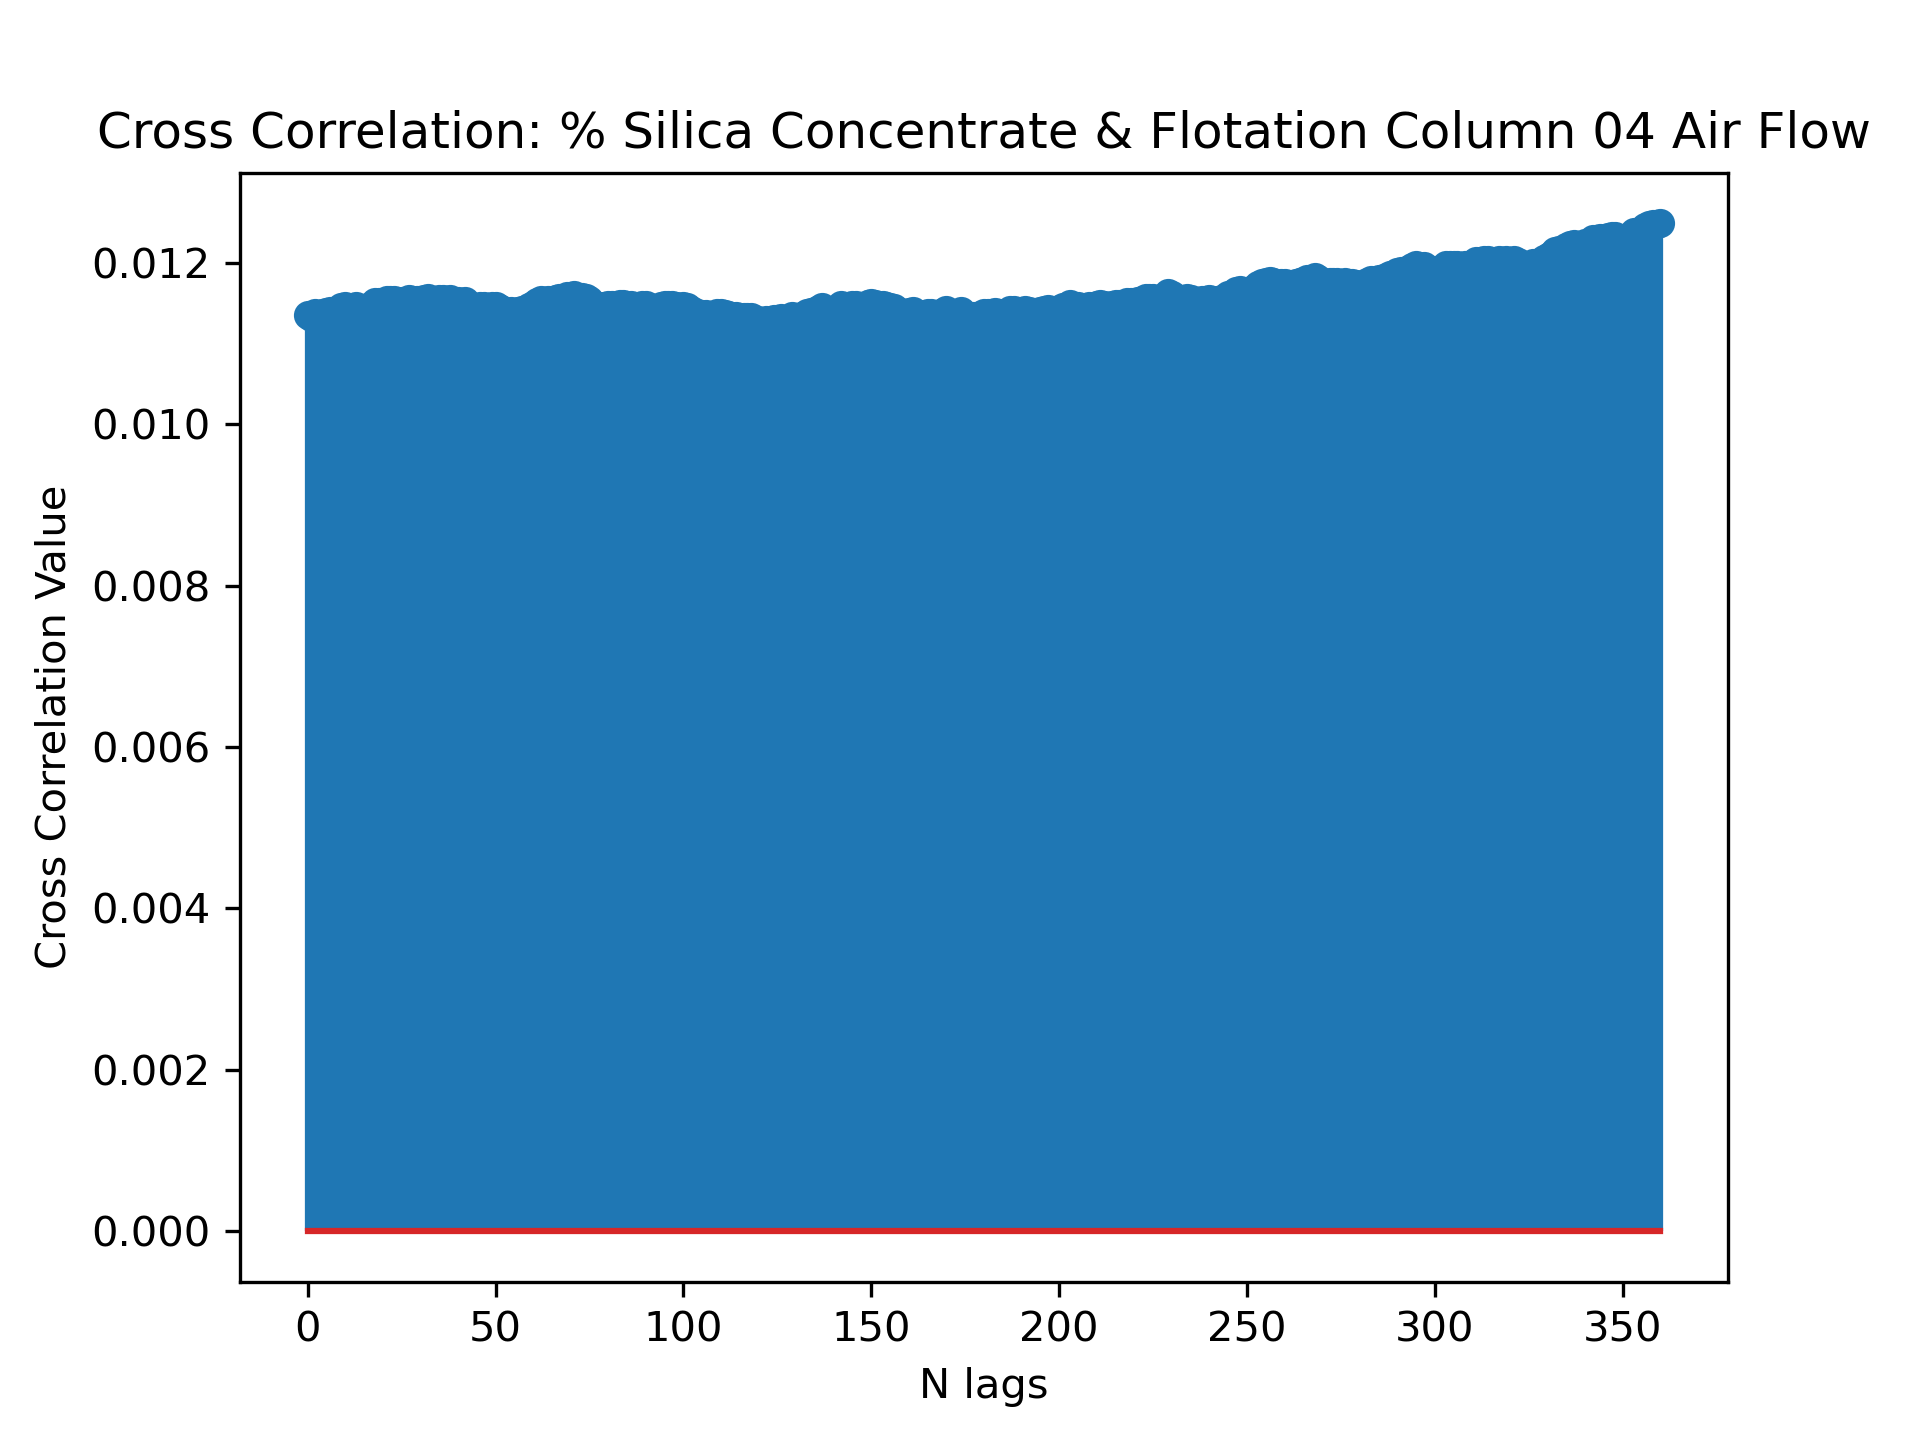 Cross Correlation: % Silica Concentrate & Flotation Column 04 Air Flow
0.012
0.010
0.008
0.006
0.004
0.002
0.000
Cross Correlation Value
0 50 100 150 200 250 300 350
N lags